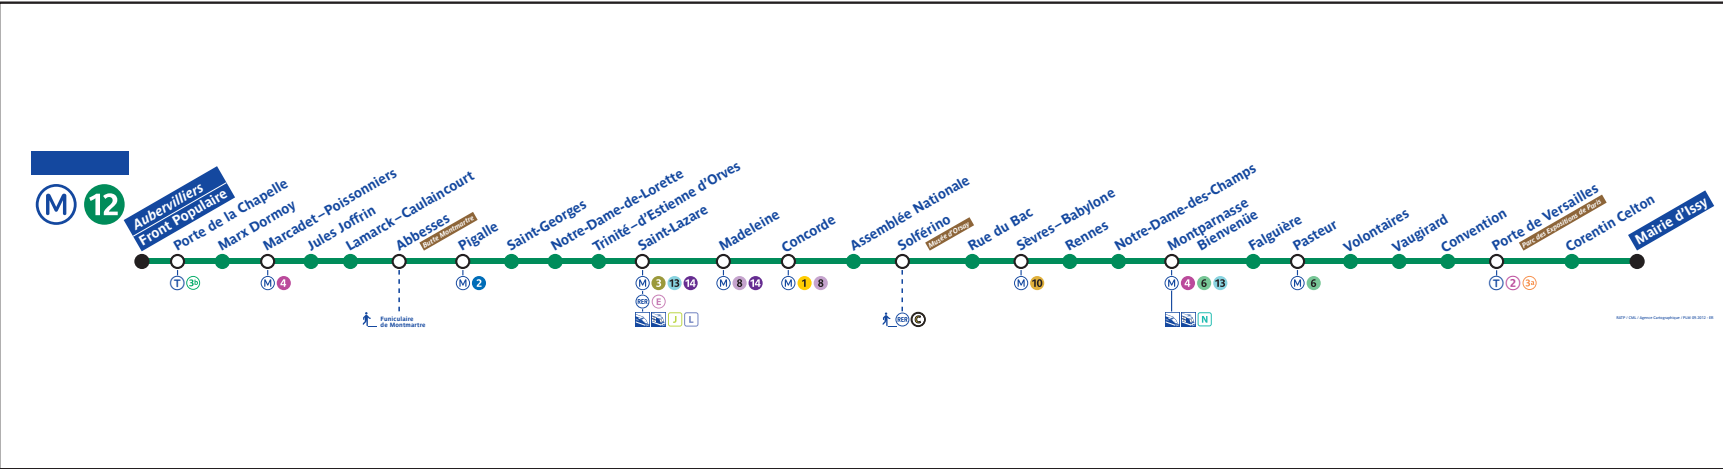 M 12
Aubervilliers
Front Populaire
Porte de la Chapelle
Marx Dormoy
Marcadet–Poissonniers
Jules Joffrin
Lamarck–Caulaincourt
Abbesses
Butte Montmartre
Pigalle
Saint-Georges
Notre-Dame-de-Lorette
Trinité–d'Estienne d'Orves
Saint-Lazare
Madeleine
Concorde
Assemblée Nationale
Solférino
Musée d'Orsay
Rue du Bac
Sèvres–Babylone
Rennes
Notre-Dame-des-Champs
Montparnasse
Bienvenüe
Falguière
Pasteur
Volontaires
Vaugirard
Convention
Porte de Versailles
Parc des Expositions de Paris
Corentin Celton
Mairie d'Issy
T 3b
M 4
M 2
M 3 13 14
M 8 14
M 1 8
M 10
M 4 6 13
M 6
T 2 3a
RER E
Funiculaire
de Montmartre
J L
RER C
N